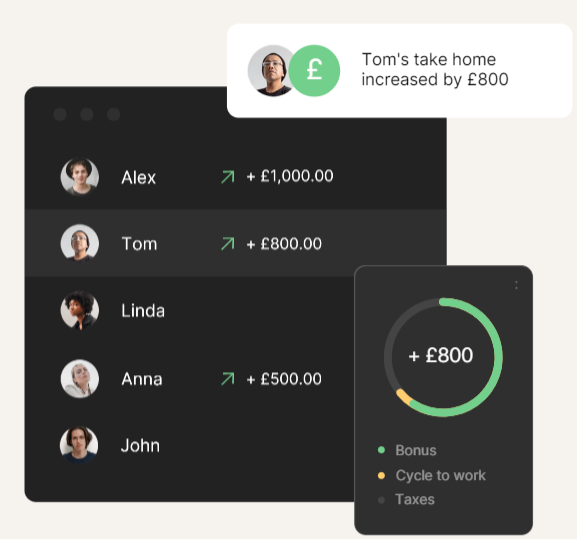 Tom's take home
increased by £800
£
Alex + £1,000.00
Tom + £800.00
Linda
Anna + £500.00
John
+ £800
Bonus
Cycle to work
Taxes